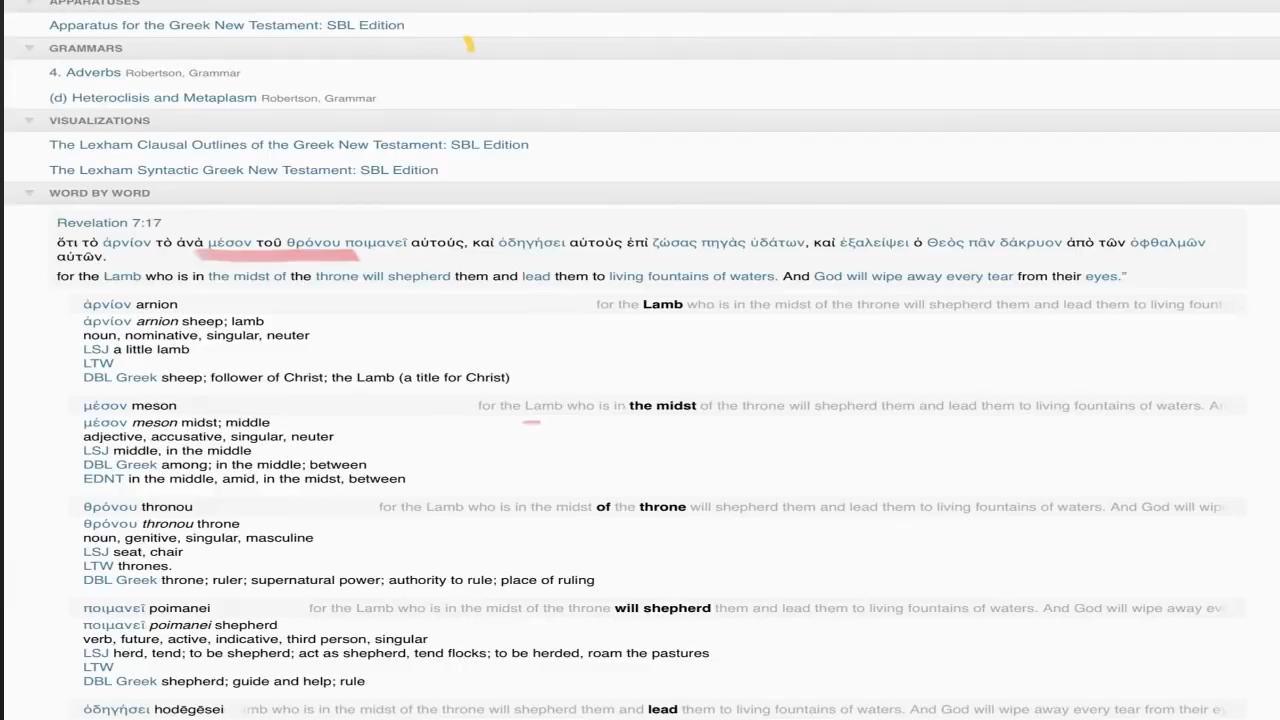 APPARATUSES
Apparatus for the Greek New Testament: SBL Edition
GRAMMARS
4. Adverbs Robertson, Grammar
(d) Heteroclisis and Metaplasm Robertson, Grammar
VISUALIZATIONS
The Lexham Clausal Outlines of the Greek New Testament: SBL Edition
The Lexham Syntactic Greek New Testament: SBL Edition
WORD BY WORD
Revelation 7:17
ὅτι τὸ ἀρνίον τὸ ἀνὰ μέσον τοῦ θρόνου ποιμανεῖ αὐτούς, καὶ ὁδηγήσει αὐτοὺς ἐπὶ ζώσας πηγὰς ὑδάτων, καὶ ἐξαλείψει ὁ Θεὸς πᾶν δάκρυον ἀπὸ τῶν ὀφθαλμῶν
αὐτῶν.
for the Lamb who is in the midst of the throne will shepherd them and lead them to living fountains of waters. And God will wipe away every tear from their eyes.”
ἀρνίον arnion for the Lamb who is in the midst of the throne will shepherd them and lead them to living fount
ἀρνίον arnion sheep; lamb
noun, nominative, singular, neuter
LSJ a little lamb
LTW
DBL Greek sheep; follower of Christ; the Lamb (a title for Christ)
μέσον meson for the Lamb who is in the midst of the throne will shepherd them and lead them to living fountains of waters. An
μέσον meson midst; middle
adjective, accusative, singular, neuter
LSJ middle, in the middle
DBL Greek among; in the middle; between
EDNT in the middle, amid, in the midst, between
θρόνου thronou for the Lamb who is in the midst of the throne will shepherd them and lead them to living fountains of waters. And God will wip
θρόνου thronou throne
noun, genitive, singular, masculine
LSJ seat, chair
LTW thrones.
DBL Greek throne; ruler; supernatural power; authority to rule; place of ruling
ποιμανεῖ poimanei for the Lamb who is in the midst of the throne will shepherd them and lead them to living fountains of waters. And God will wipe away ev
ποιμανεῖ poimanei shepherd
verb, future, active, indicative, third person, singular
LSJ herd, tend; to be shepherd; act as shepherd, tend flocks; to be herded, roam the pastures
LTW
DBL Greek shepherd; guide and help; rule
ὁδηγήσει hodēgēsei mb who is in the midst of the throne will shepherd them and lead them to living fountains of waters. And God will wipe away every tear from their ey